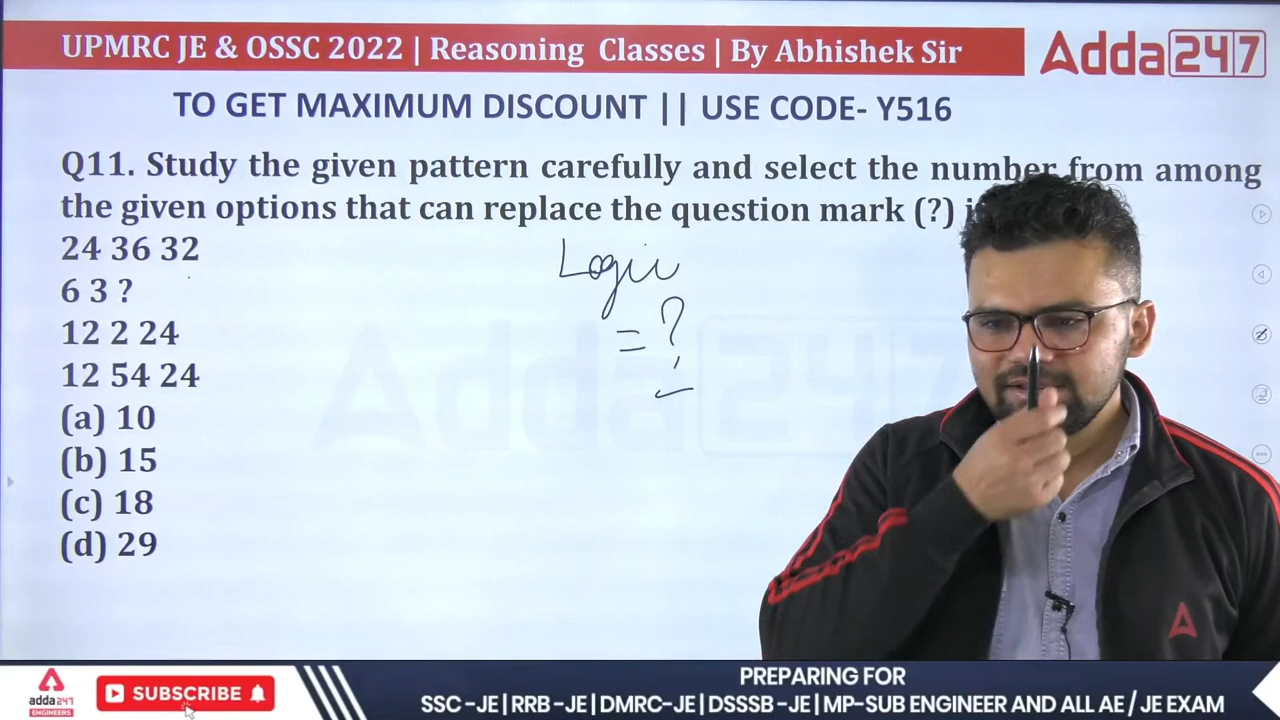 UPMRC JE & OSSC 2022 | Reasoning Classes | By Abhishek Sir
Adda247
TO GET MAXIMUM DISCOUNT || USE CODE- Y516
Q11. Study the given pattern carefully and select the number from among
the given options that can replace the question mark (?)
24 36 32
6 3 ?
12 2 24
12 54 24
(a) 10
(b) 15
(c) 18
(d) 29
Logic
= ?
adda247
ENGINEERS
SUBSCRIBE
PREPARING FOR
SSC -JE | RRB -JE | DMRC-JE | DSSSB -JE | MP-SUB ENGINEER AND ALL AE / JE EXAM